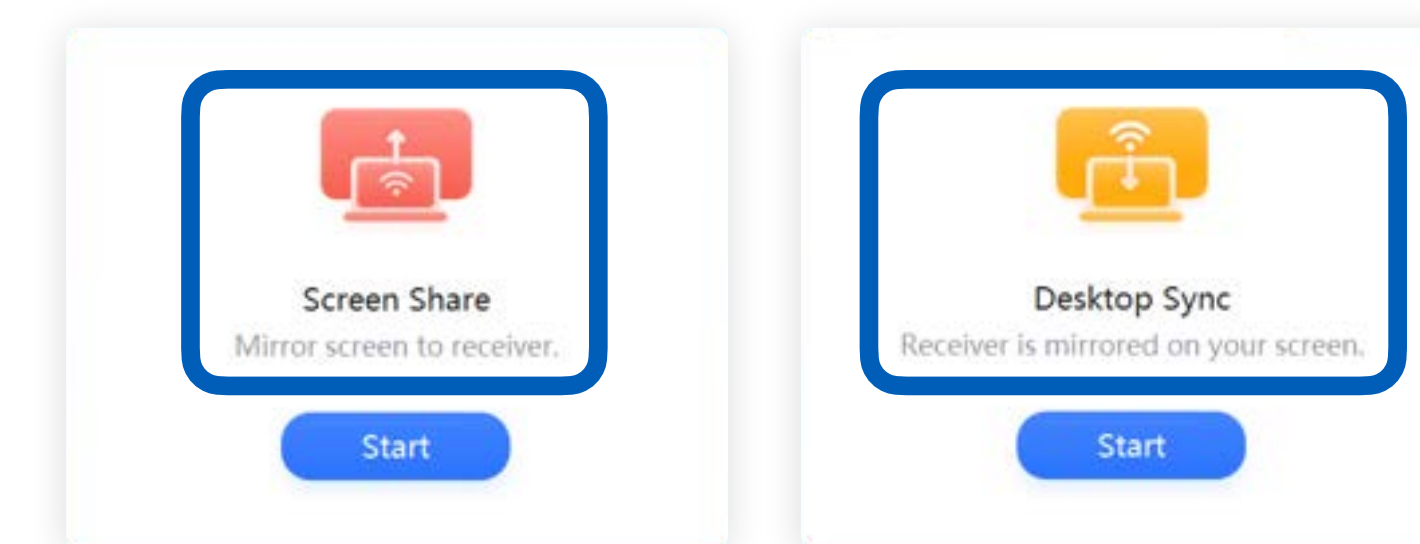 Screen Share
Mirror screen to receiver.
Start
Desktop Sync
Receiver is mirrored on your screen.
Start